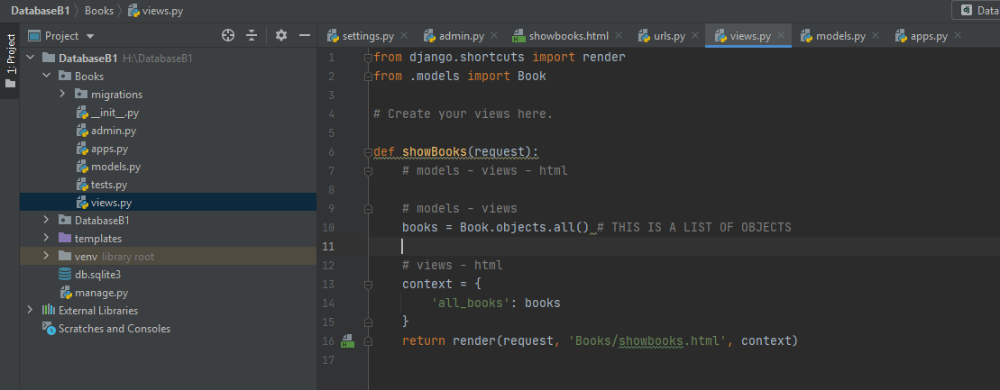 DatabaseB1 Books views.py
Data
1: Project
Project
settings.py admin.py showbooks.html urls.py views.py models.py apps.py
DatabaseB1 H:\DatabaseB1
Books
migrations
__init__.py
admin.py
apps.py
models.py
tests.py
views.py
DatabaseB1
templates
venv library root
db.sqlite3
manage.py
External Libraries
Scratches and Consoles
1 from django.shortcuts import render
2 from .models import Book
3
4 # Create your views here.
5
6 def showBooks(request):
7 # models - views - html
8
9 # models - views
10 books = Book.objects.all() # THIS IS A LIST OF OBJECTS
11
12 # views - html
13 context = {
14 'all_books': books
15 }
16 return render(request, 'Books/showbooks.html', context)
17